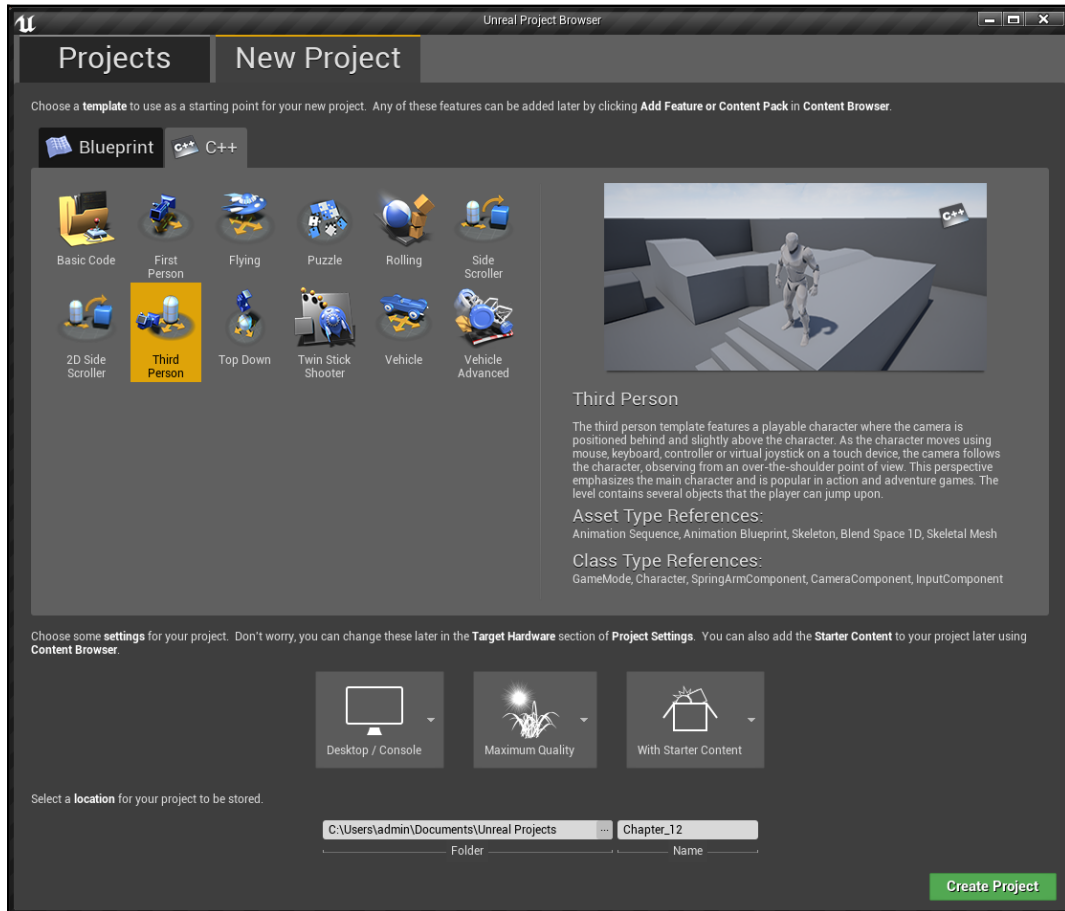 Unreal Project Browser
Projects
New Project
Choose a template to use as a starting point for your new project. Any of these features can be added later by clicking Add Feature or Content Pack in Content Browser.
Blueprint
C++
C++
Basic Code
First
Person
Flying
Puzzle
Rolling
Side
Scroller
2D Side
Scroller
Third
Person
Top Down
Twin Stick
Shooter
Vehicle
Vehicle
Advanced
C++
Third Person
The third person template features a playable character where the camera is
positioned behind and slightly above the character. As the character moves using
mouse, keyboard, controller or virtual joystick on a touch device, the camera follows
the character, observing from an over-the-shoulder point of view. This perspective
emphasizes the main character and is popular in action and adventure games. The
level contains several objects that the player can jump upon.
Asset Type References:
Animation Sequence, Animation Blueprint, Skeleton, Blend Space 1D, Skeletal Mesh
Class Type References:
GameMode, Character, SpringArmComponent, CameraComponent, InputComponent
Choose some settings for your project. Don't worry, you can change these later in the Target Hardware section of Project Settings. You can also add the Starter Content to your project later using
Content Browser.
Desktop / Console
Maximum Quality
With Starter Content
Select a location for your project to be stored.
C:\Users\admin\Documents\Unreal Projects
...
Chapter_12
Folder
Name
Create Project